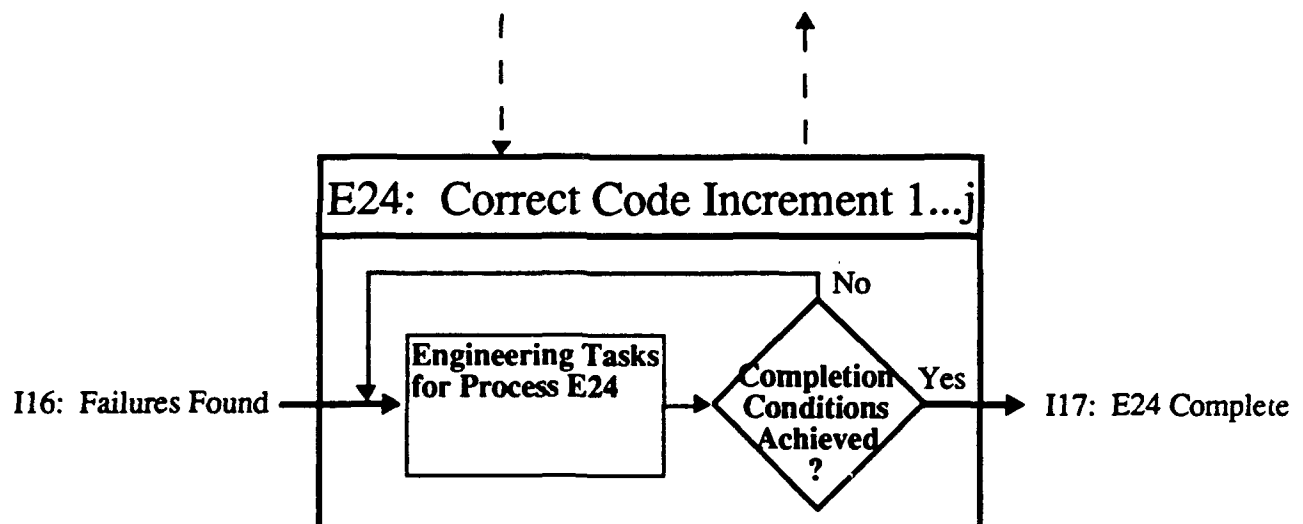 E24: Correct Code Increment 1...j
No
Engineering Tasks
for Process E24
Completion
Conditions
Achieved
?
Yes
I16: Failures Found
I17: E24 Complete